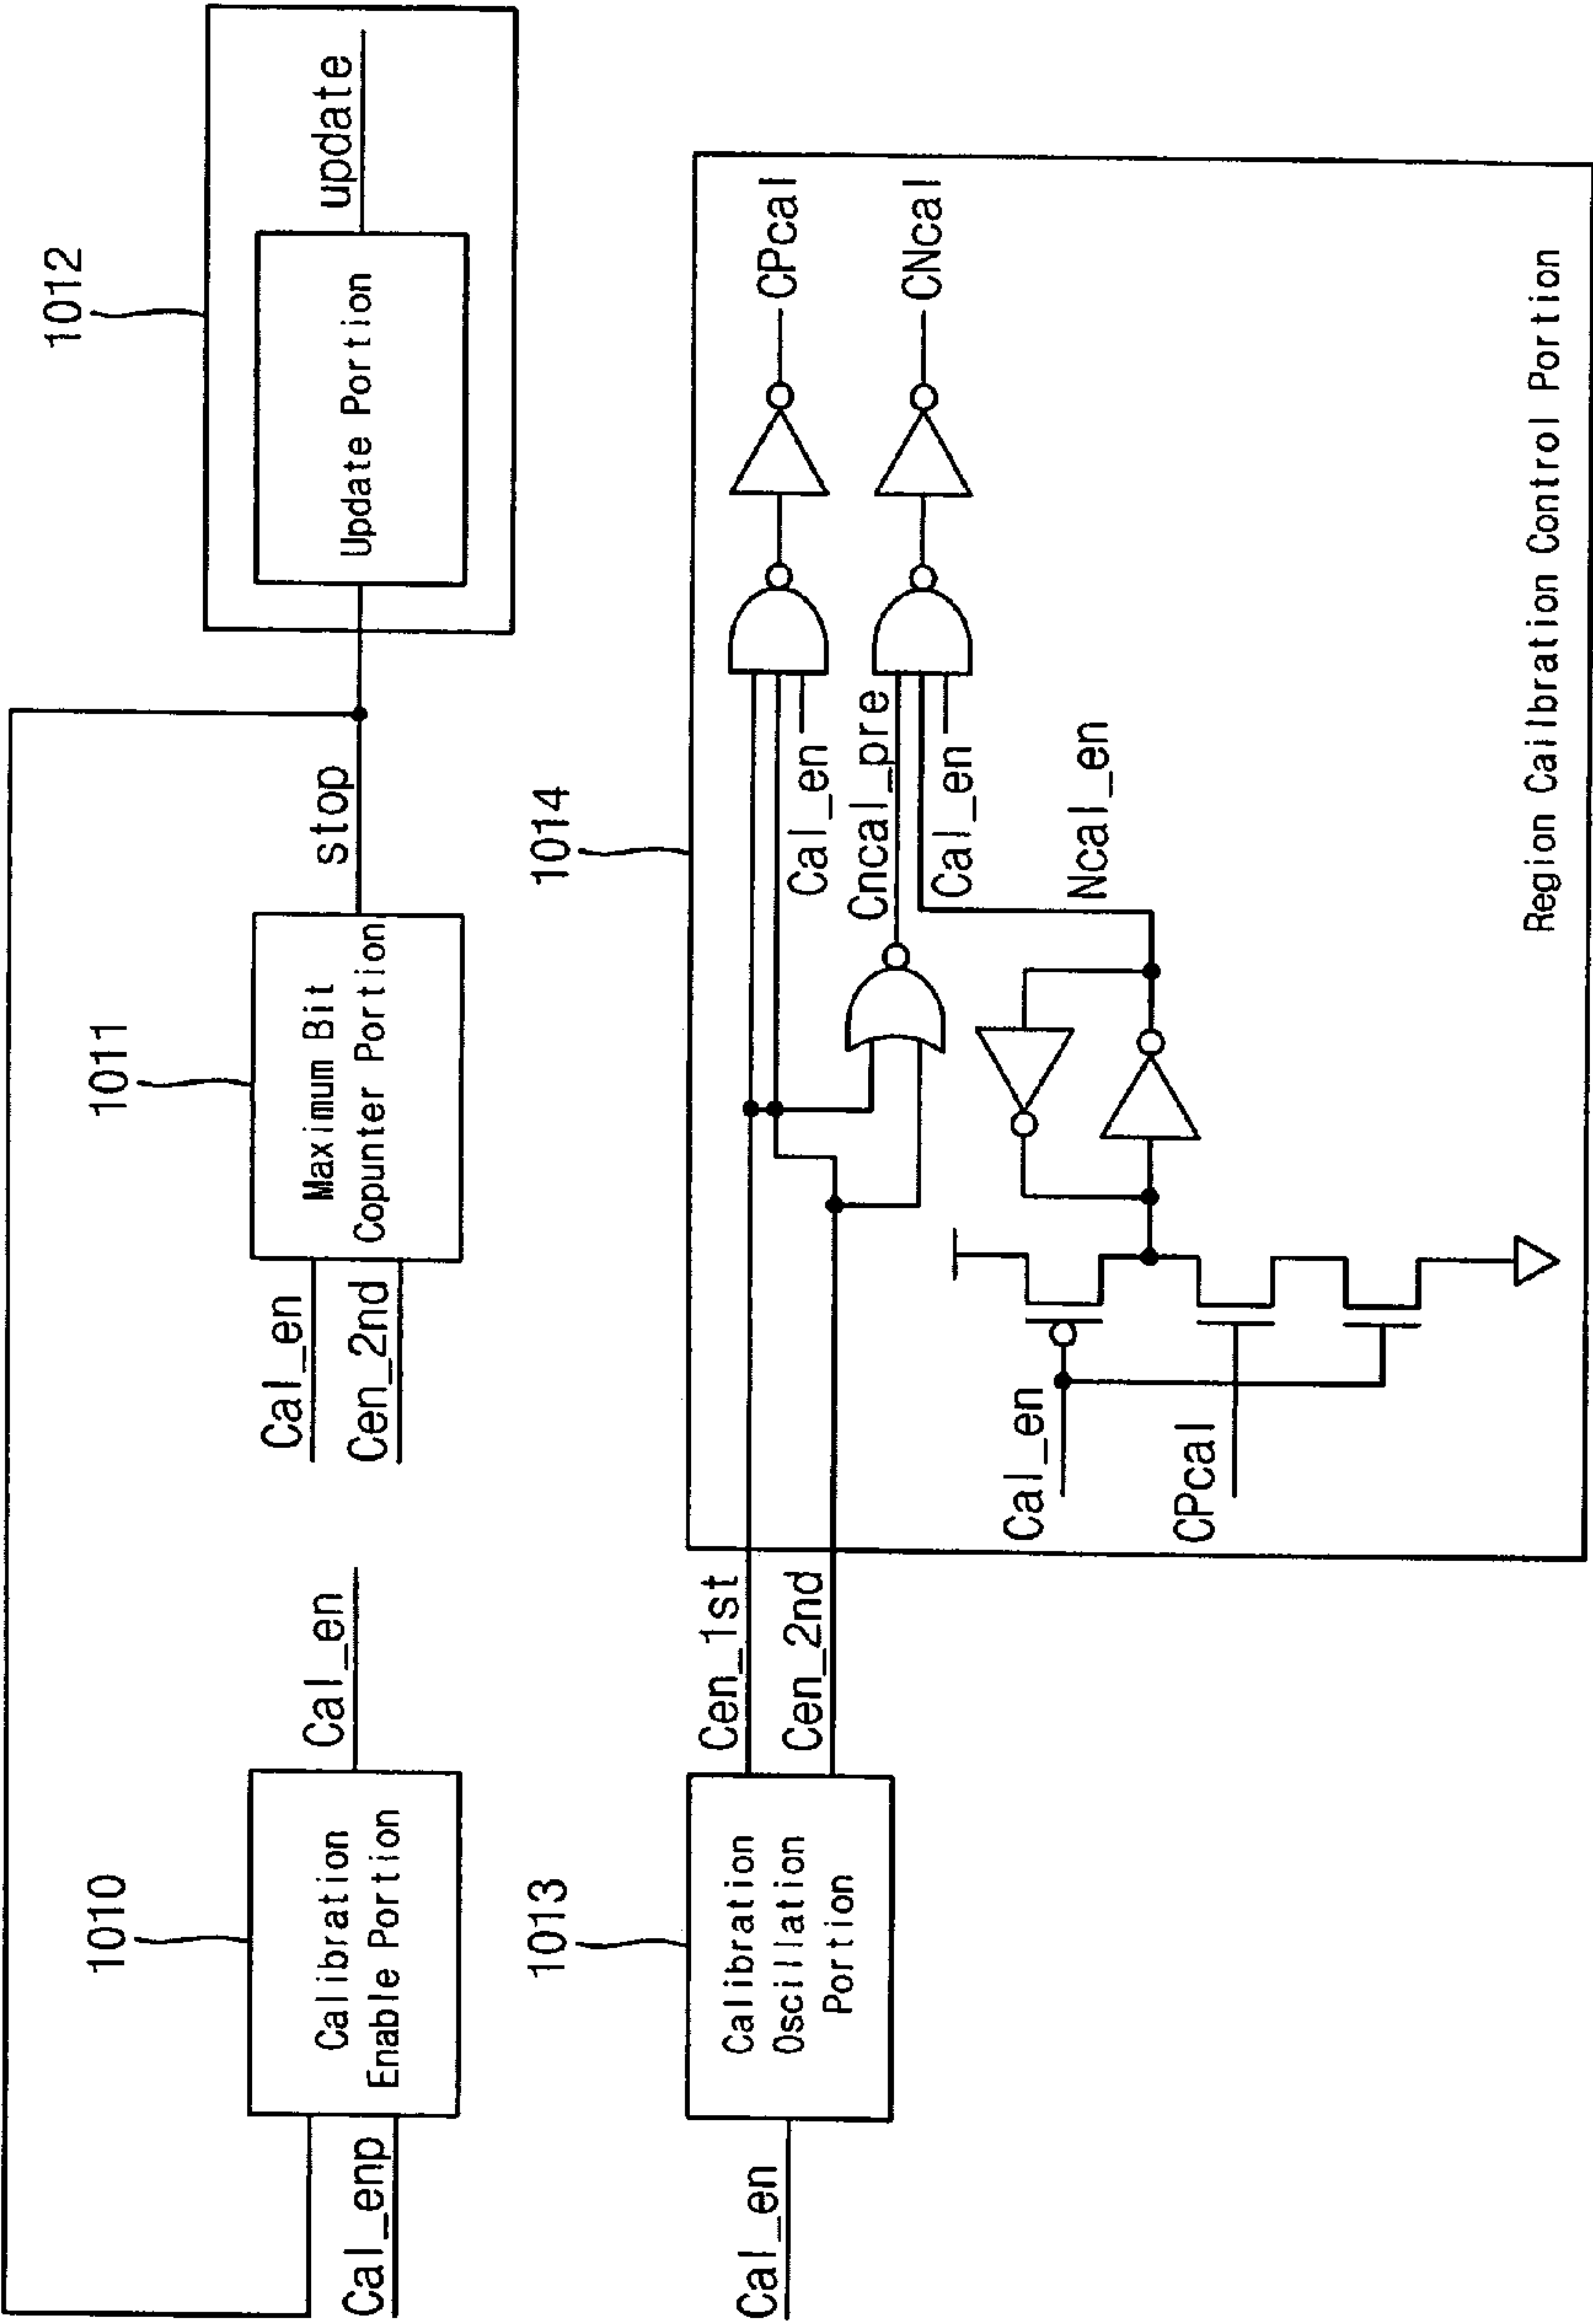 1010
Calibration
Enable Portion
Cal_enp
Cal_en
1011
Maximum Bit
Copunter Portion
Cal_en
Cen_2nd
stop
1012
Update Portion
update
1013
Calibration
Oscillation
Portion
Cal_en
Cen_1st
Cen_2nd
1014
Cal_en
CPcal
Cal_en
Cncal_pre
Cal_en
Ncal_en
CPcal
CNcal
Region Cailbration Control Portion